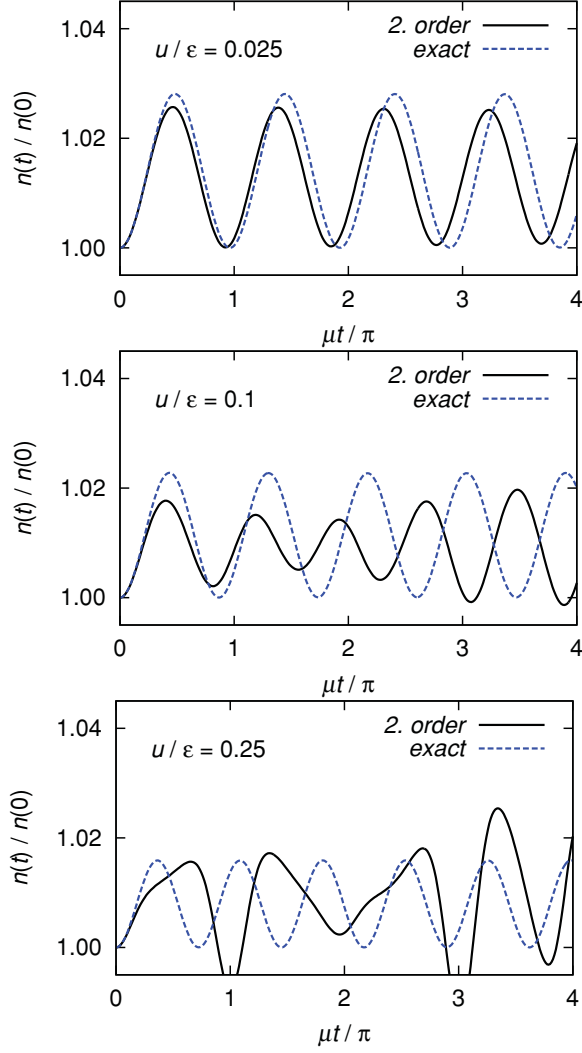 1.04
2. order
u / ε = 0.025
exact
1.02
n(t) / n(0)
1.00
0 1 2 3 4
μt / π
1.04
2. order
u / ε = 0.1
exact
1.02
n(t) / n(0)
1.00
0 1 2 3 4
μt / π
1.04
2. order
u / ε = 0.25
exact
1.02
n(t) / n(0)
1.00
0 1 2 3 4
μt / π